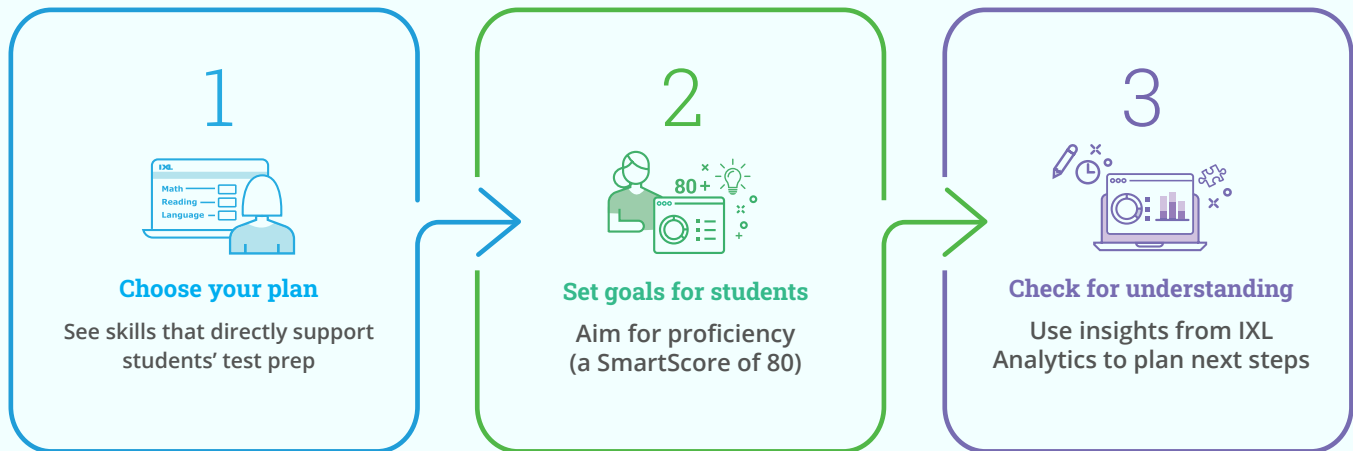 1
IXL
Math
Reading
Language
Choose your plan
See skills that directly support
students’ test prep
2
80+
Set goals for students
Aim for proficiency
(a SmartScore of 80)
3
Check for understanding
Use insights from IXL
Analytics to plan next steps